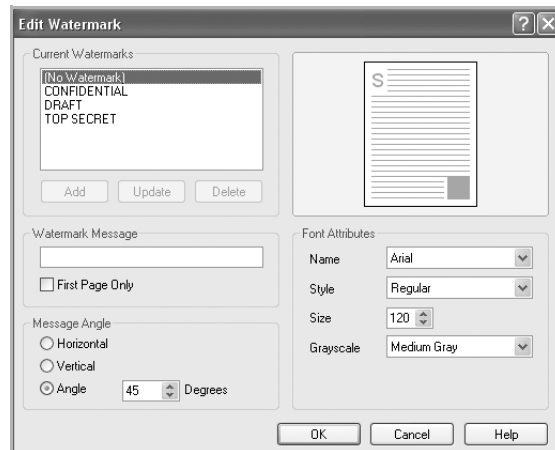 Edit Watermark
Current Watermarks
(No Watermark)
CONFIDENTIAL
DRAFT
TOP SECRET
Add Update Delete
S
Watermark Message
First Page Only
Message Angle
Horizontal
Vertical
Angle 45 Degrees
Font Attributes
Name Arial
Style Regular
Size 120
Grayscale Medium Gray
OK Cancel Help